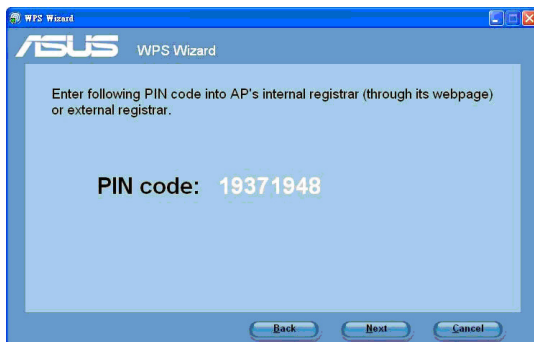 WPS Wizard
ASUS WPS Wizard
Enter following PIN code into AP's internal registrar (through its webpage)
or external registrar.
PIN code: 19371948
Back Next Cancel